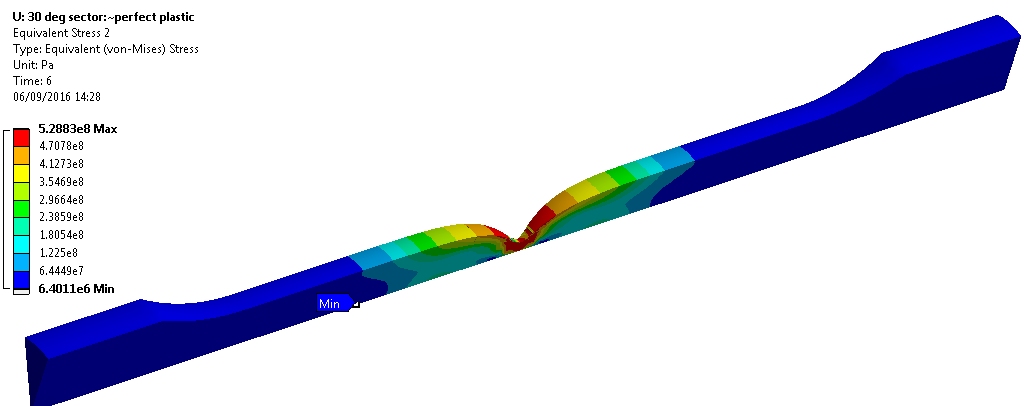 U: 30 deg sector:~perfect plastic
Equivalent Stress 2
Type: Equivalent (von-Mises) Stress
Unit: Pa
Time: 6
06/09/2016 14:28
5.2883e8 Max
4.7078e8
4.1273e8
3.5469e8
2.9664e8
2.3859e8
1.8054e8
1.225e8
6.4449e7
6.4011e6 Min
Min